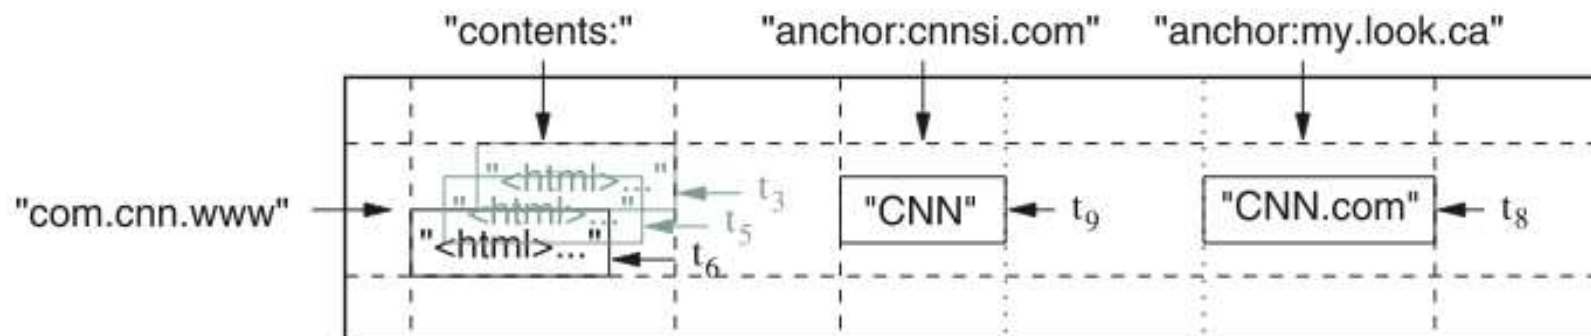 "contents:" "anchor:cnnsi.com" "anchor:my.look.ca"
"<html>..." t3
"com.cnn.www" "<html>..." t5 "CNN" t9 "CNN.com" t8
"<html>..." t6